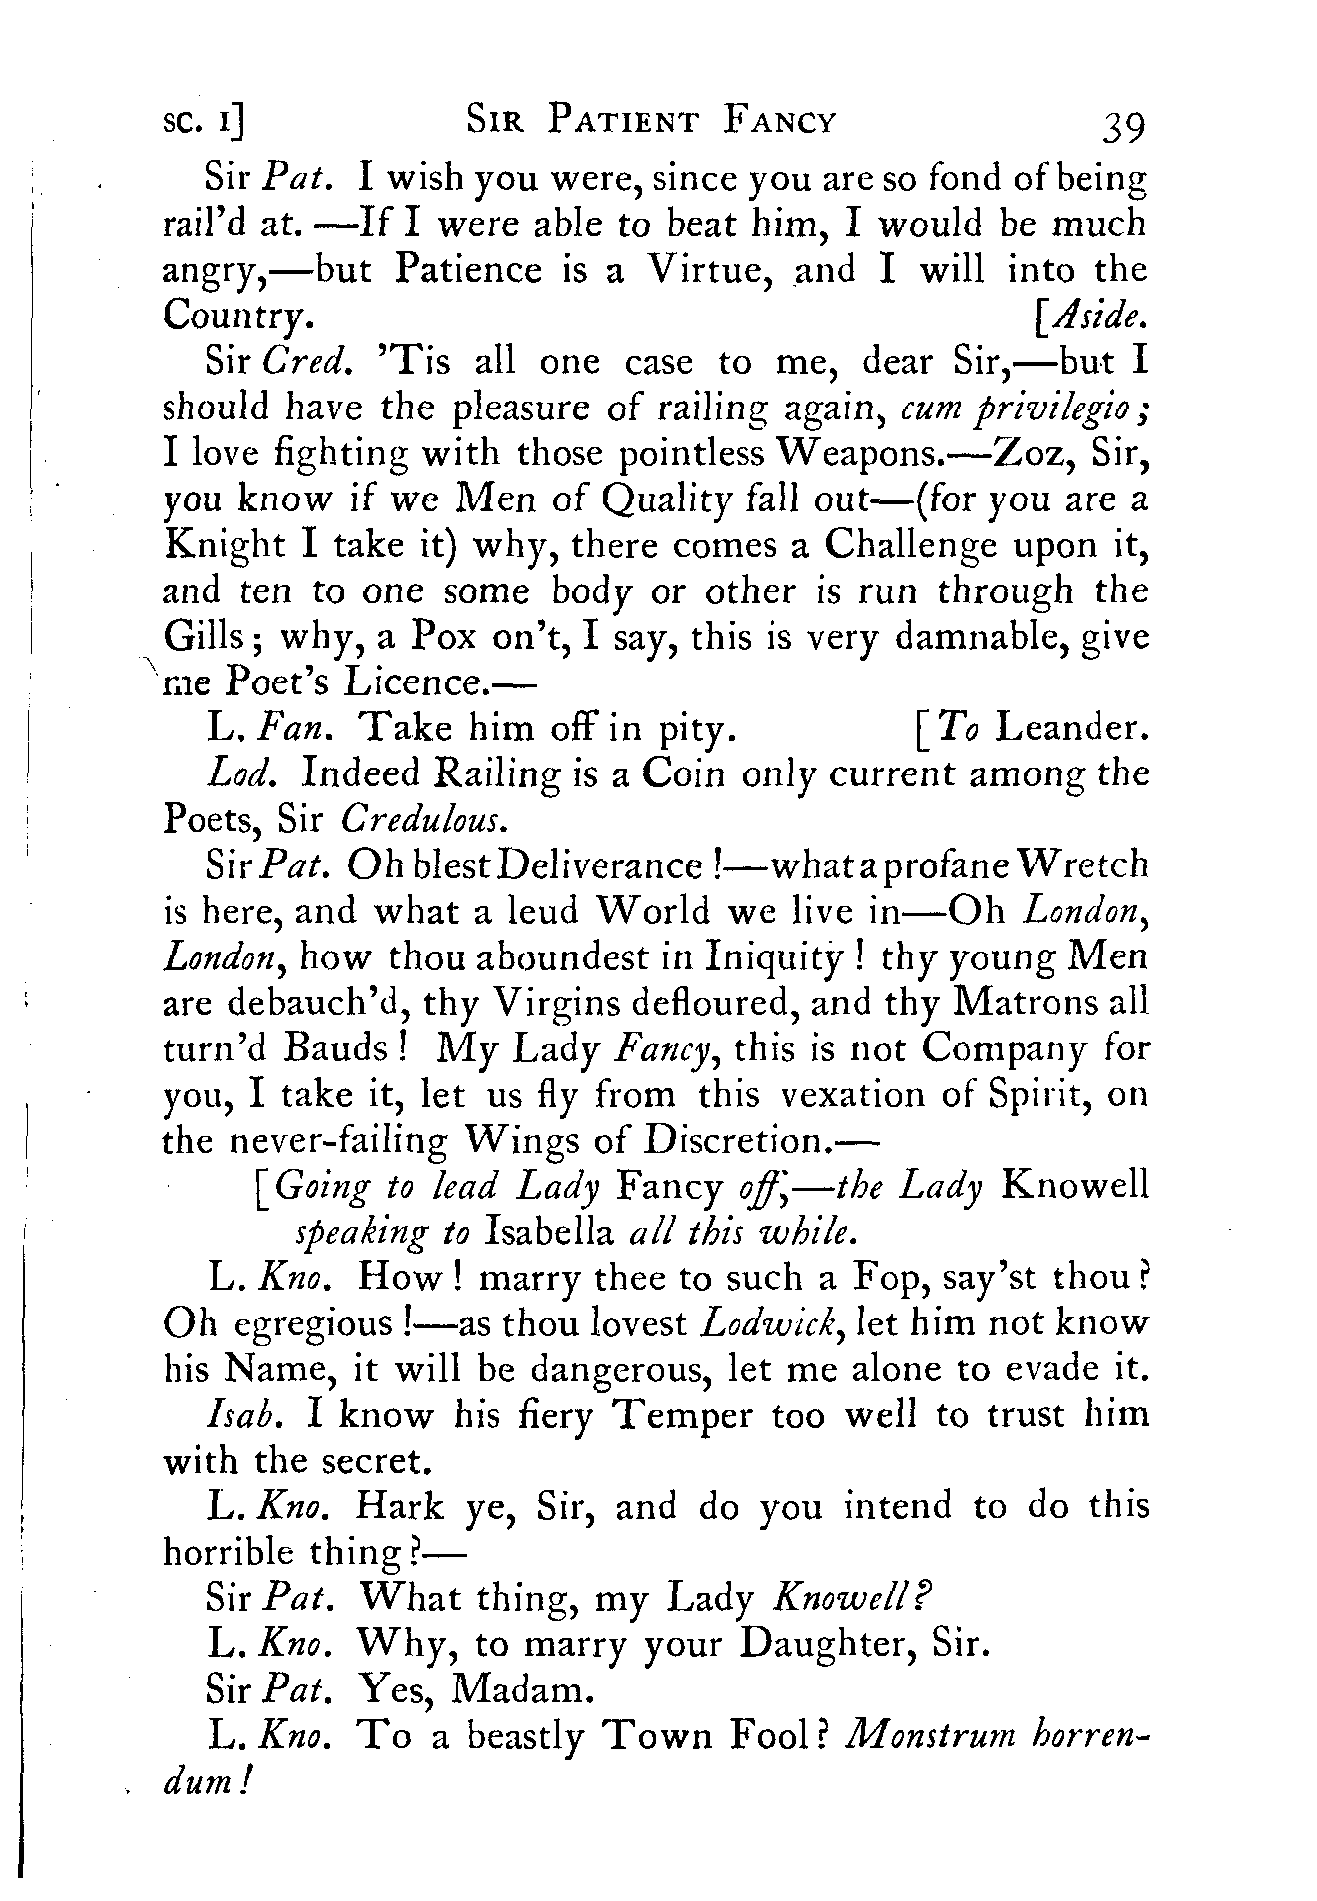 SC. I] SIR PATIENT FANCY 39
Sir Pat. I wish you were, since you are so fond of being
rail'd at. —If I were able to beat him, I would be much
angry,—but Patience is a Virtue, and I will into the
Country. [Aside.
Sir Cred. 'Tis all one case to me, dear Sir,—but I
should have the pleasure of railing again, cum privilegio;
I love fighting with those pointless Weapons.—Zoz, Sir,
you know if we Men of Quality fall out—(for you are a
Knight I take it) why, there comes a Challenge upon it,
and ten to one some body or other is run through the
Gills; why, a Pox on't, I say, this is very damnable, give
me Poet's Licence.—
L. Fan. Take him off in pity. [To Leander.
Lod. Indeed Railing is a Coin only current among the
Poets, Sir Credulous.
Sir Pat. Oh blest Deliverance!—what a profane Wretch
is here, and what a leud World we live in—Oh London,
London, how thou aboundest in Iniquity! thy young Men
are debauch'd, thy Virgins defloured, and thy Matrons all
turn'd Bauds! My Lady Fancy, this is not Company for
you, I take it, let us fly from this vexation of Spirit, on
the never-failing Wings of Discretion.—
[Going to lead Lady Fancy off,—the Lady Knowell
speaking to Isabella all this while.
L. Kno. How! marry thee to such a Fop, say'st thou?
Oh egregious!—as thou lovest Lodwick, let him not know
his Name, it will be dangerous, let me alone to evade it.
Isab. I know his fiery Temper too well to trust him
with the secret.
L. Kno. Hark ye, Sir, and do you intend to do this
horrible thing?—
Sir Pat. What thing, my Lady Knowell?
L. Kno. Why, to marry your Daughter, Sir.
Sir Pat. Yes, Madam.
L. Kno. To a beastly Town Fool? Monstrum horren-
dum!